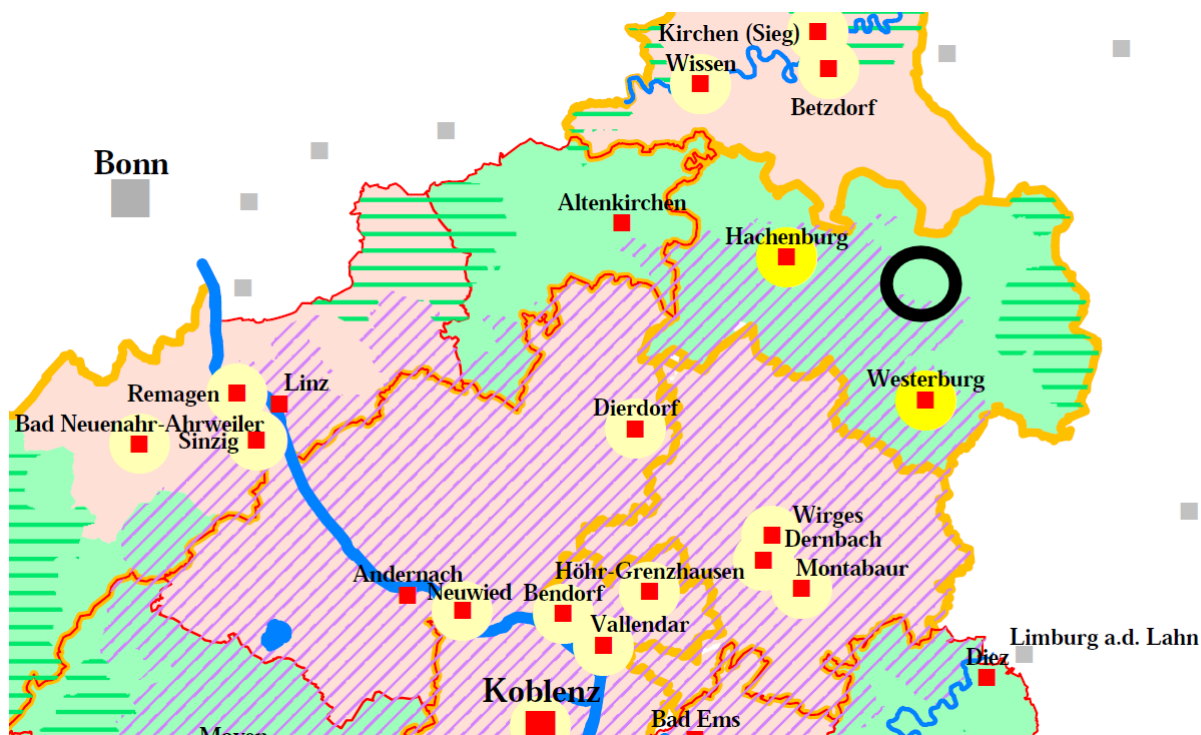 Kirchen (Sieg)
Wissen
Betzdorf
Bonn
Altenkirchen
Hachenburg
Westerburg
Remagen
Linz
Dierdorf
Bad Neuenahr-Ahrweiler
Sinzig
Wirges
Dernbach
Höhr-Grenzhausen
Montabaur
Andernach
Neuwied
Bendorf
Vallendar
Limburg a.d. Lahn
Diez
Koblenz
Bad Ems
Mayen